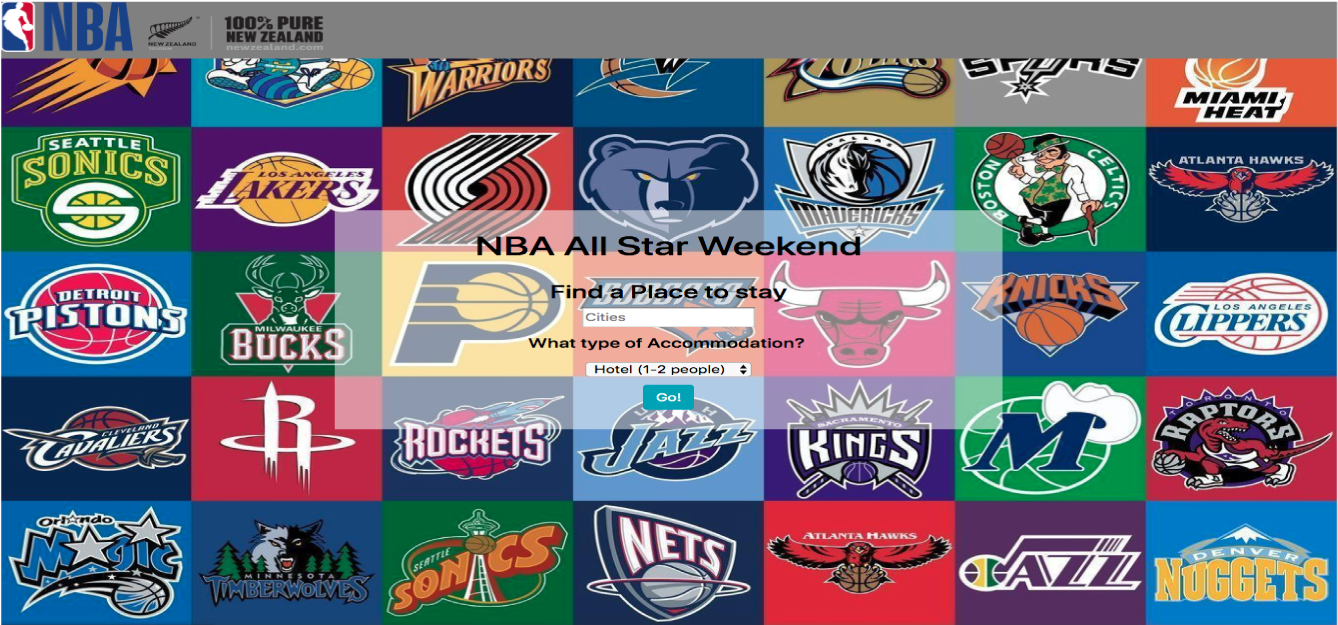 NBA
NEW ZEALAND
100% PURE
NEW ZEALAND
newzealand.com
WARRIORS
SPURS
MIAMI
HEAT
SEATTLE
SONICS
LOS ANGELES
LAKERS
DALLAS
MAVERICKS
BOSTON
CELTICS
ATLANTA HAWKS
NBA All Star Weekend
DETROIT
PISTONS
MILWAUKEE
BUCKS
Find a Place to stay
Cities
What type of Accommodation?
Hotel (1-2 people)
Go!
KNICKS
LOS ANGELES
CLIPPERS
CLEVELAND
CAVALIERS
R
ROCKETS
UTAH
JAZZ
SACRAMENTO
KINGS
M
TORONTO
RAPTORS
Orlando
Magic
MINNESOTA
TIMBERWOLVES
SEATTLE
SONICS
NETS
ATLANTA HAWKS
JAZZ
DENVER
NUGGETS